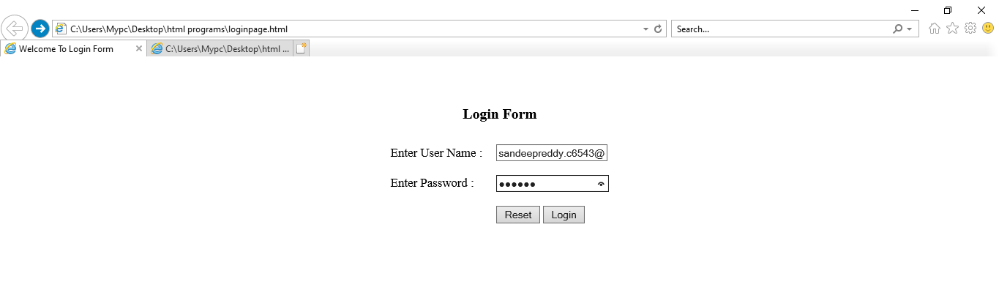 C:\Users\Mypc\Desktop\html programs\loginpage.html
Search...
Welcome To Login Form
C:\Users\Mypc\Desktop\html ...
Login Form
Enter User Name : sandeepreddy.c6543@
Enter Password : ●●●●●●
Reset Login